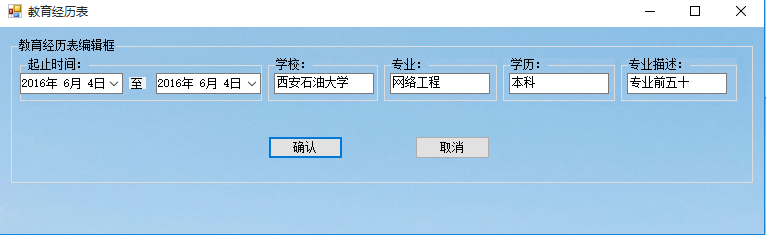 教育经历表
教育经历表编辑框
起止时间： 学校： 专业： 学历： 专业描述：
2016年 6月 4日 至 2016年 6月 4日 西安石油大学 网络工程 本科 专业前五十
确认 取消